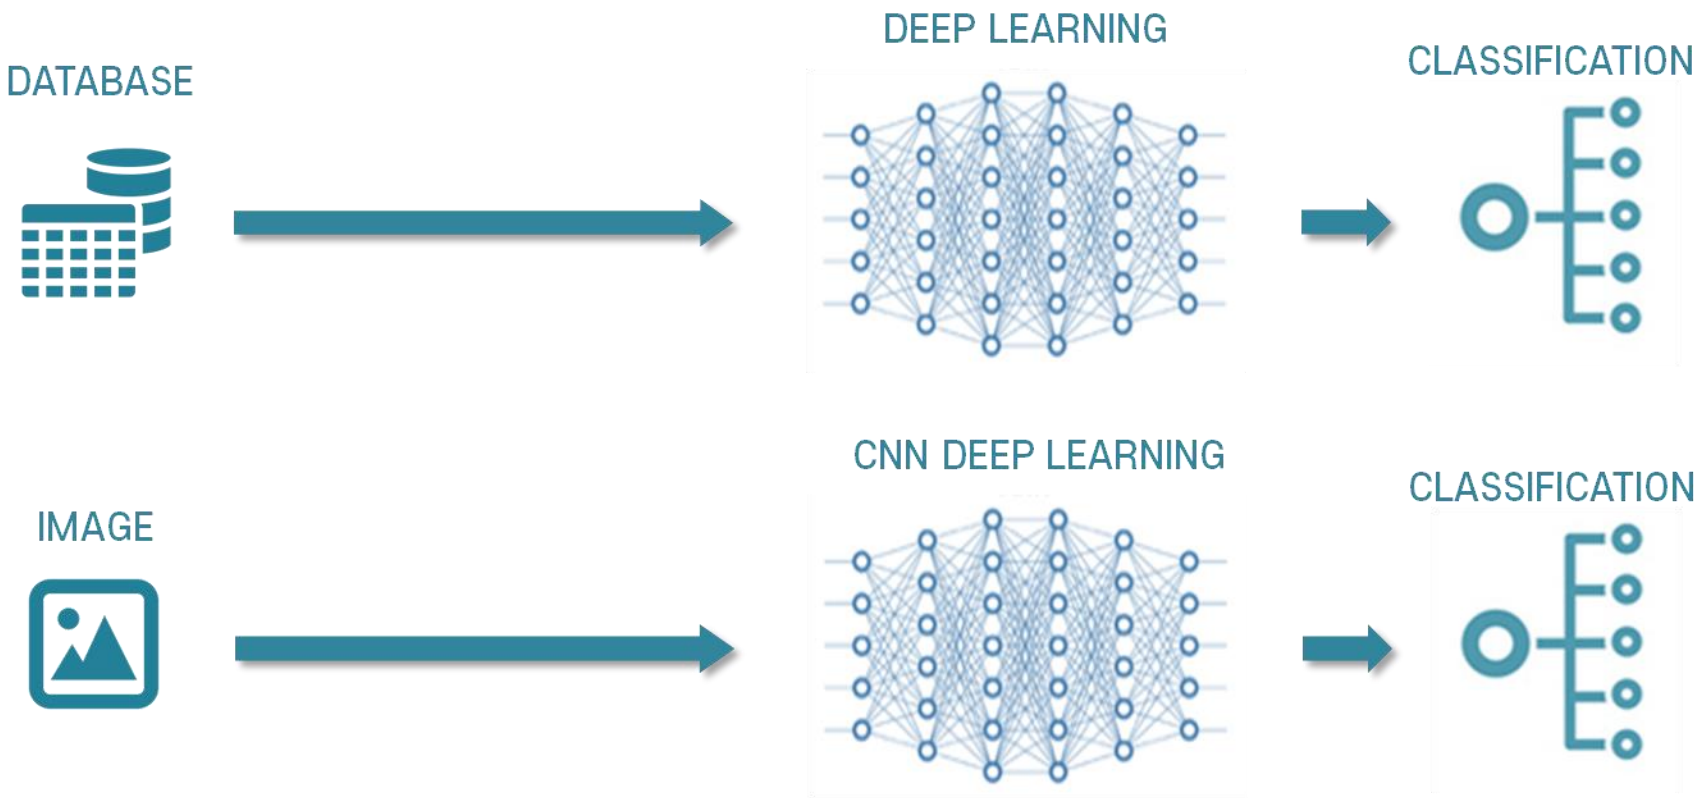 DEEP LEARNING
CLASSIFICATION
DATABASE
CNN DEEP LEARNING
CLASSIFICATION
IMAGE